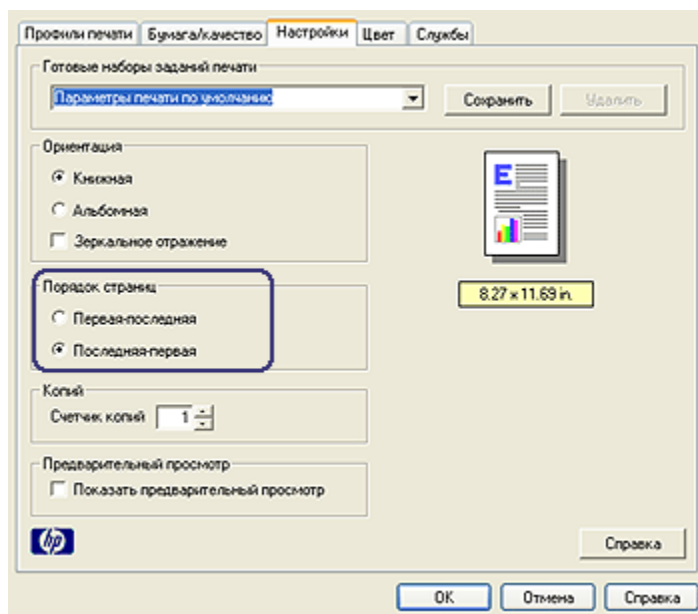 Профили печати Бумага/качество Настройки Цвет Службы
Готовые наборы заданий печати
Параметры печати по умолчанию Сохранить Удалить
Ориентация
Книжная
Альбомная
Зеркальное отражение
E
8.27 x 11.69 in.
Порядок страниц
Первая-последняя
Последняя-первая
Копий
Счетчик копий 1
Предварительный просмотр
Показать предварительный просмотр
hp
Справка
OK Отмена Справка